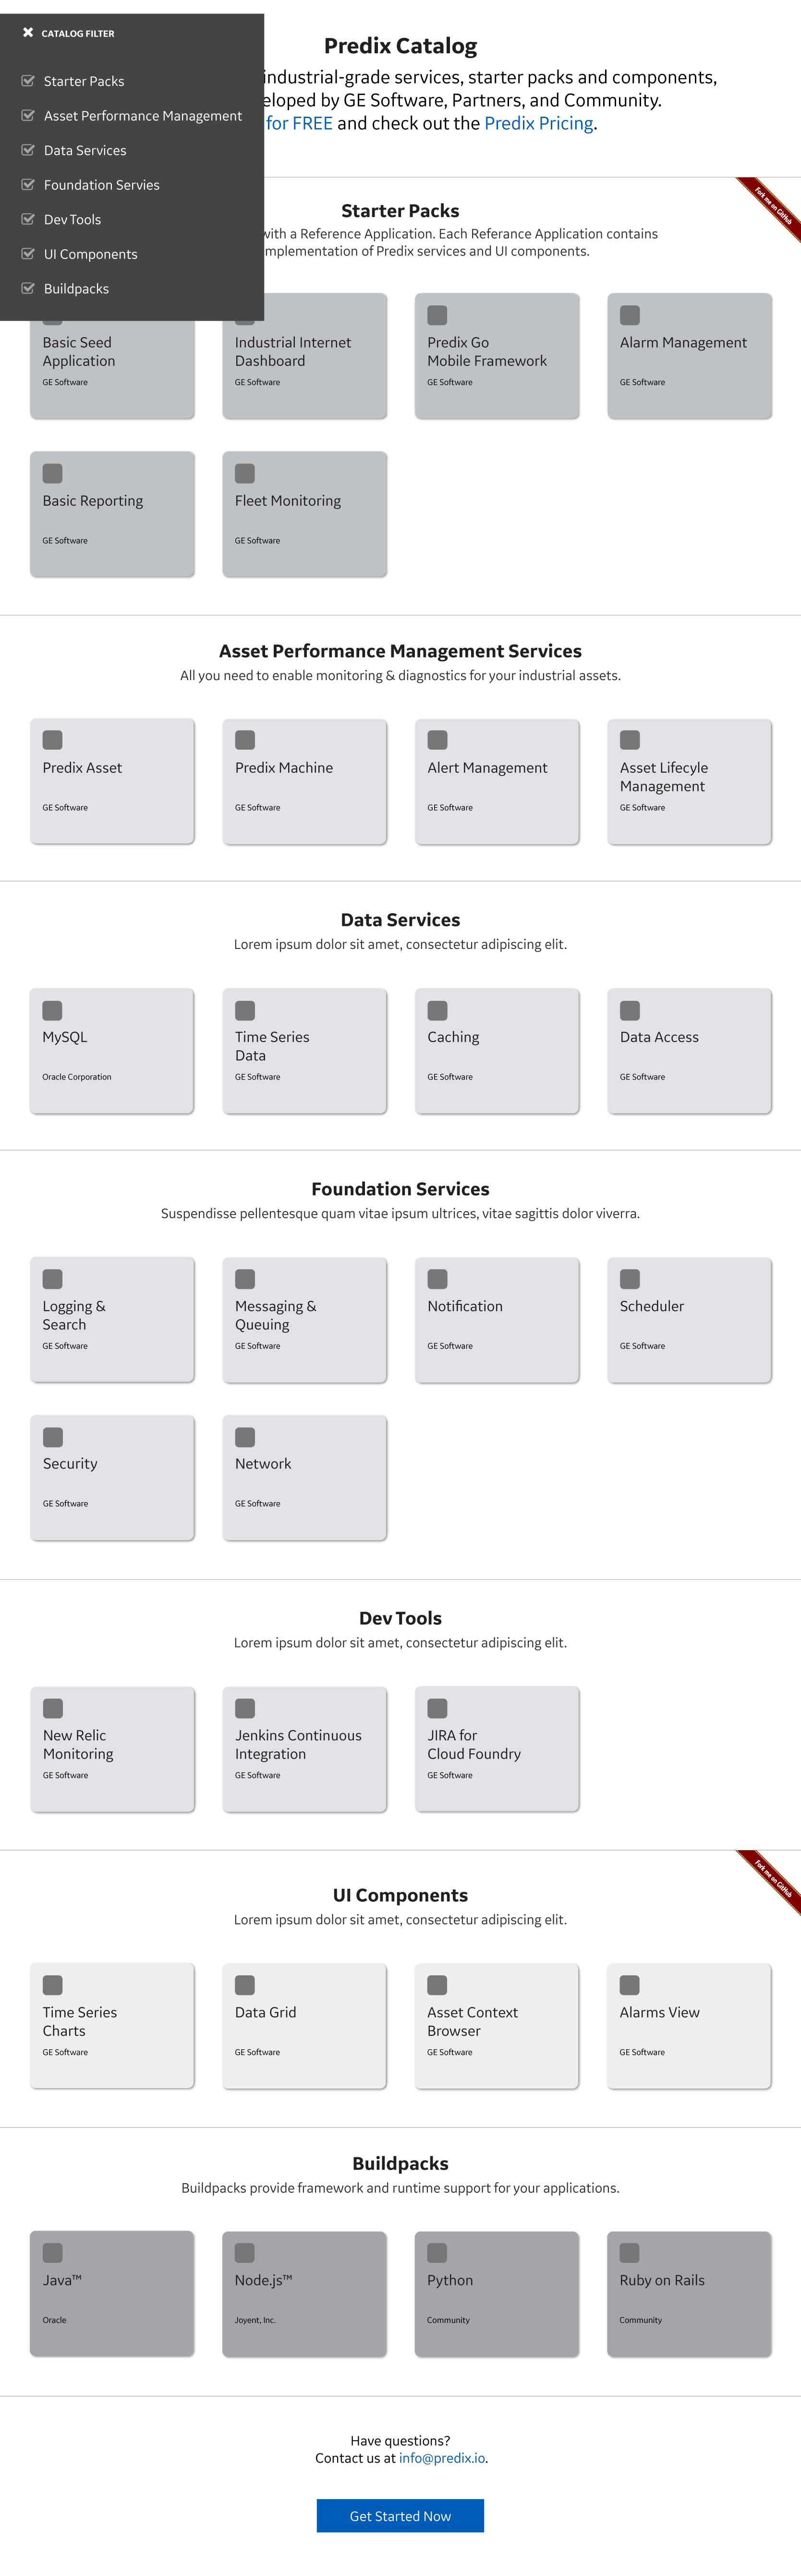 CATALOG FILTER
Starter Packs
Asset Performance Management
Data Services
Foundation Servies
Dev Tools
UI Components
Buildpacks
Predix Catalog
industrial-grade services, starter packs and components,
eloped by GE Software, Partners, and Community.
for FREE and check out the Predix Pricing.
Fork me on GitHub
Starter Packs
with a Reference Application. Each Referance Application contains
mplementation of Predix services and UI components.
Basic Seed
Application
GE Software
Industrial Internet
Dashboard
GE Software
Predix Go
Mobile Framework
GE Software
Alarm Management
GE Software
Basic Reporting
GE Software
Fleet Monitoring
GE Software
Asset Performance Management Services
All you need to enable monitoring & diagnostics for your industrial assets.
Predix Asset
GE Software
Predix Machine
GE Software
Alert Management
GE Software
Asset Lifecyle
Management
GE Software
Data Services
Lorem ipsum dolor sit amet, consectetur adipiscing elit.
MySQL
Oracle Corporation
Time Series
Data
GE Software
Caching
GE Software
Data Access
GE Software
Foundation Services
Suspendisse pellentesque quam vitae ipsum ultrices, vitae sagittis dolor viverra.
Logging &
Search
GE Software
Messaging &
Queuing
GE Software
Notification
GE Software
Scheduler
GE Software
Security
GE Software
Network
GE Software
Dev Tools
Lorem ipsum dolor sit amet, consectetur adipiscing elit.
New Relic
Monitoring
GE Software
Jenkins Continuous
Integration
GE Software
JIRA for
Cloud Foundry
GE Software
Fork me on GitHub
UI Components
Lorem ipsum dolor sit amet, consectetur adipiscing elit.
Time Series
Charts
GE Software
Data Grid
GE Software
Asset Context
Browser
GE Software
Alarms View
GE Software
Buildpacks
Buildpacks provide framework and runtime support for your applications.
Java™
Oracle
Node.js™
Joyent, Inc.
Python
Community
Ruby on Rails
Community
Have questions?
Contact us at info@predix.io.
Get Started Now